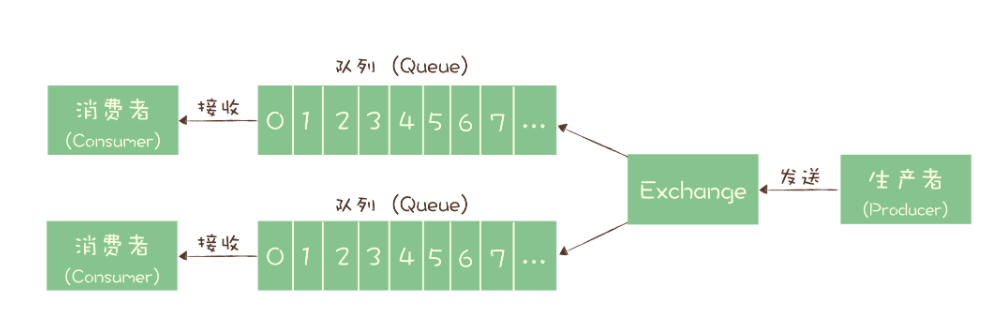 队列 (Queue)
消费者
(Consumer)
接收
0 1 2 3 4 5 6 7 ...
Exchange
发送
生产者
(Producer)
队列 (Queue)
消费者
(Consumer)
接收
0 1 2 3 4 5 6 7 ...